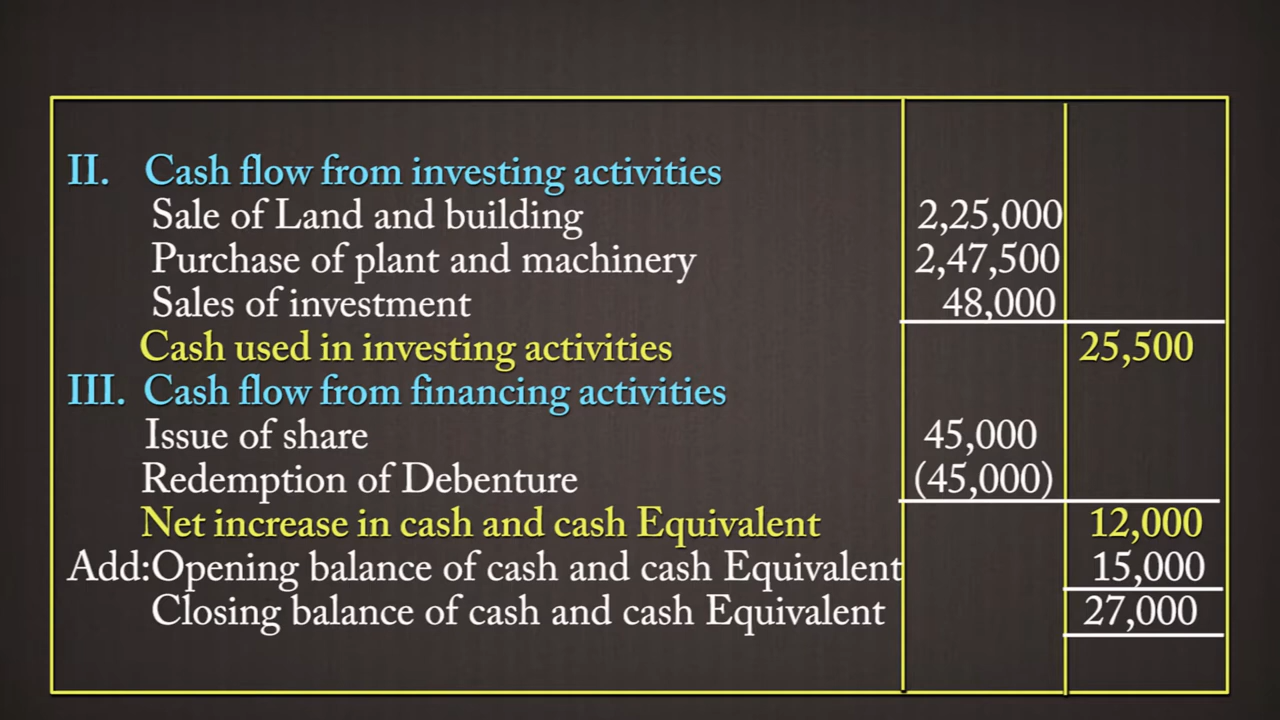 II. Cash flow from investing activities
Sale of Land and building 2,25,000
Purchase of plant and machinery 2,47,500
Sales of investment 48,000
Cash used in investing activities 25,500
III. Cash flow from financing activities
Issue of share 45,000
Redemption of Debenture (45,000)
Net increase in cash and cash Equivalent 12,000
Add:Opening balance of cash and cash Equivalent 15,000
Closing balance of cash and cash Equivalent 27,000